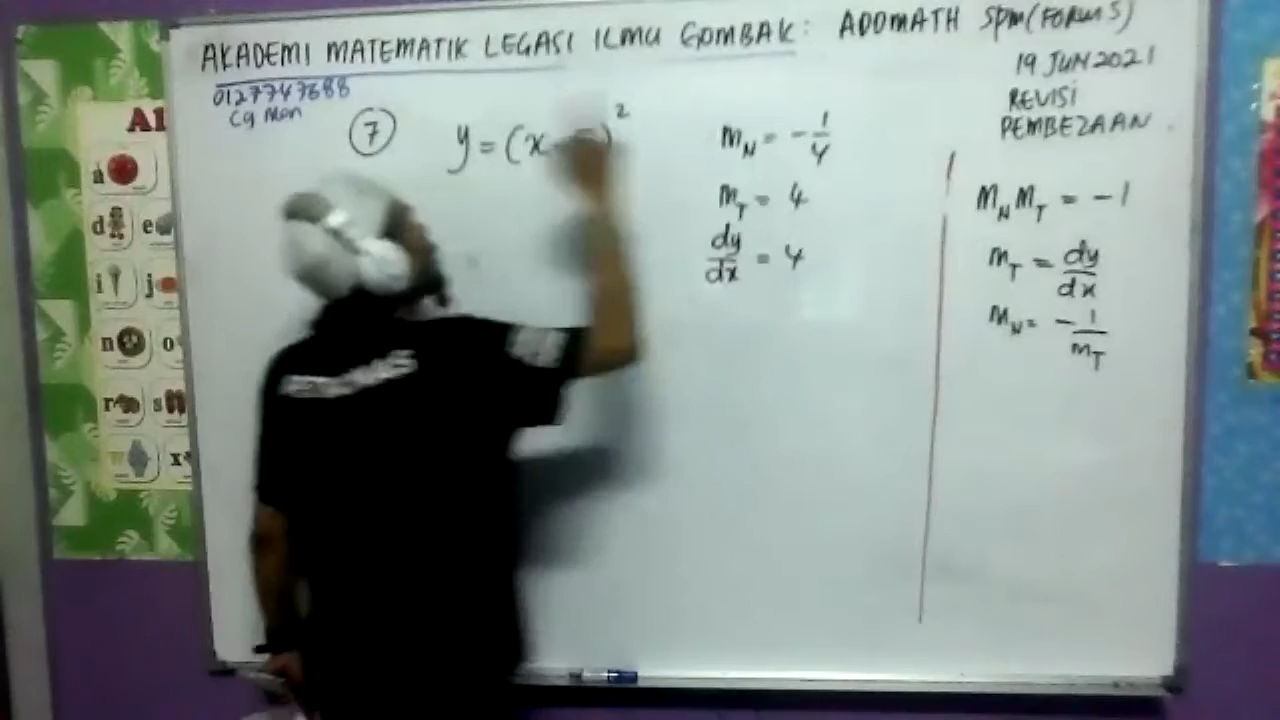 AKADEMI MATEMATIK LEGASI ILMU GOMBAK: ADDMATH SPM (FORM 5)
0127747688
Cg Man
19 JUN 2021
REVISI
PEMBEZAAN
7
y = (x
)²
m_N = -1/4
m_T = 4
dy/dx = 4
M_N M_T = -1
m_T = dy/dx
m_N = -1/m_T
A1
a
d e
i j
n o
r s
w x